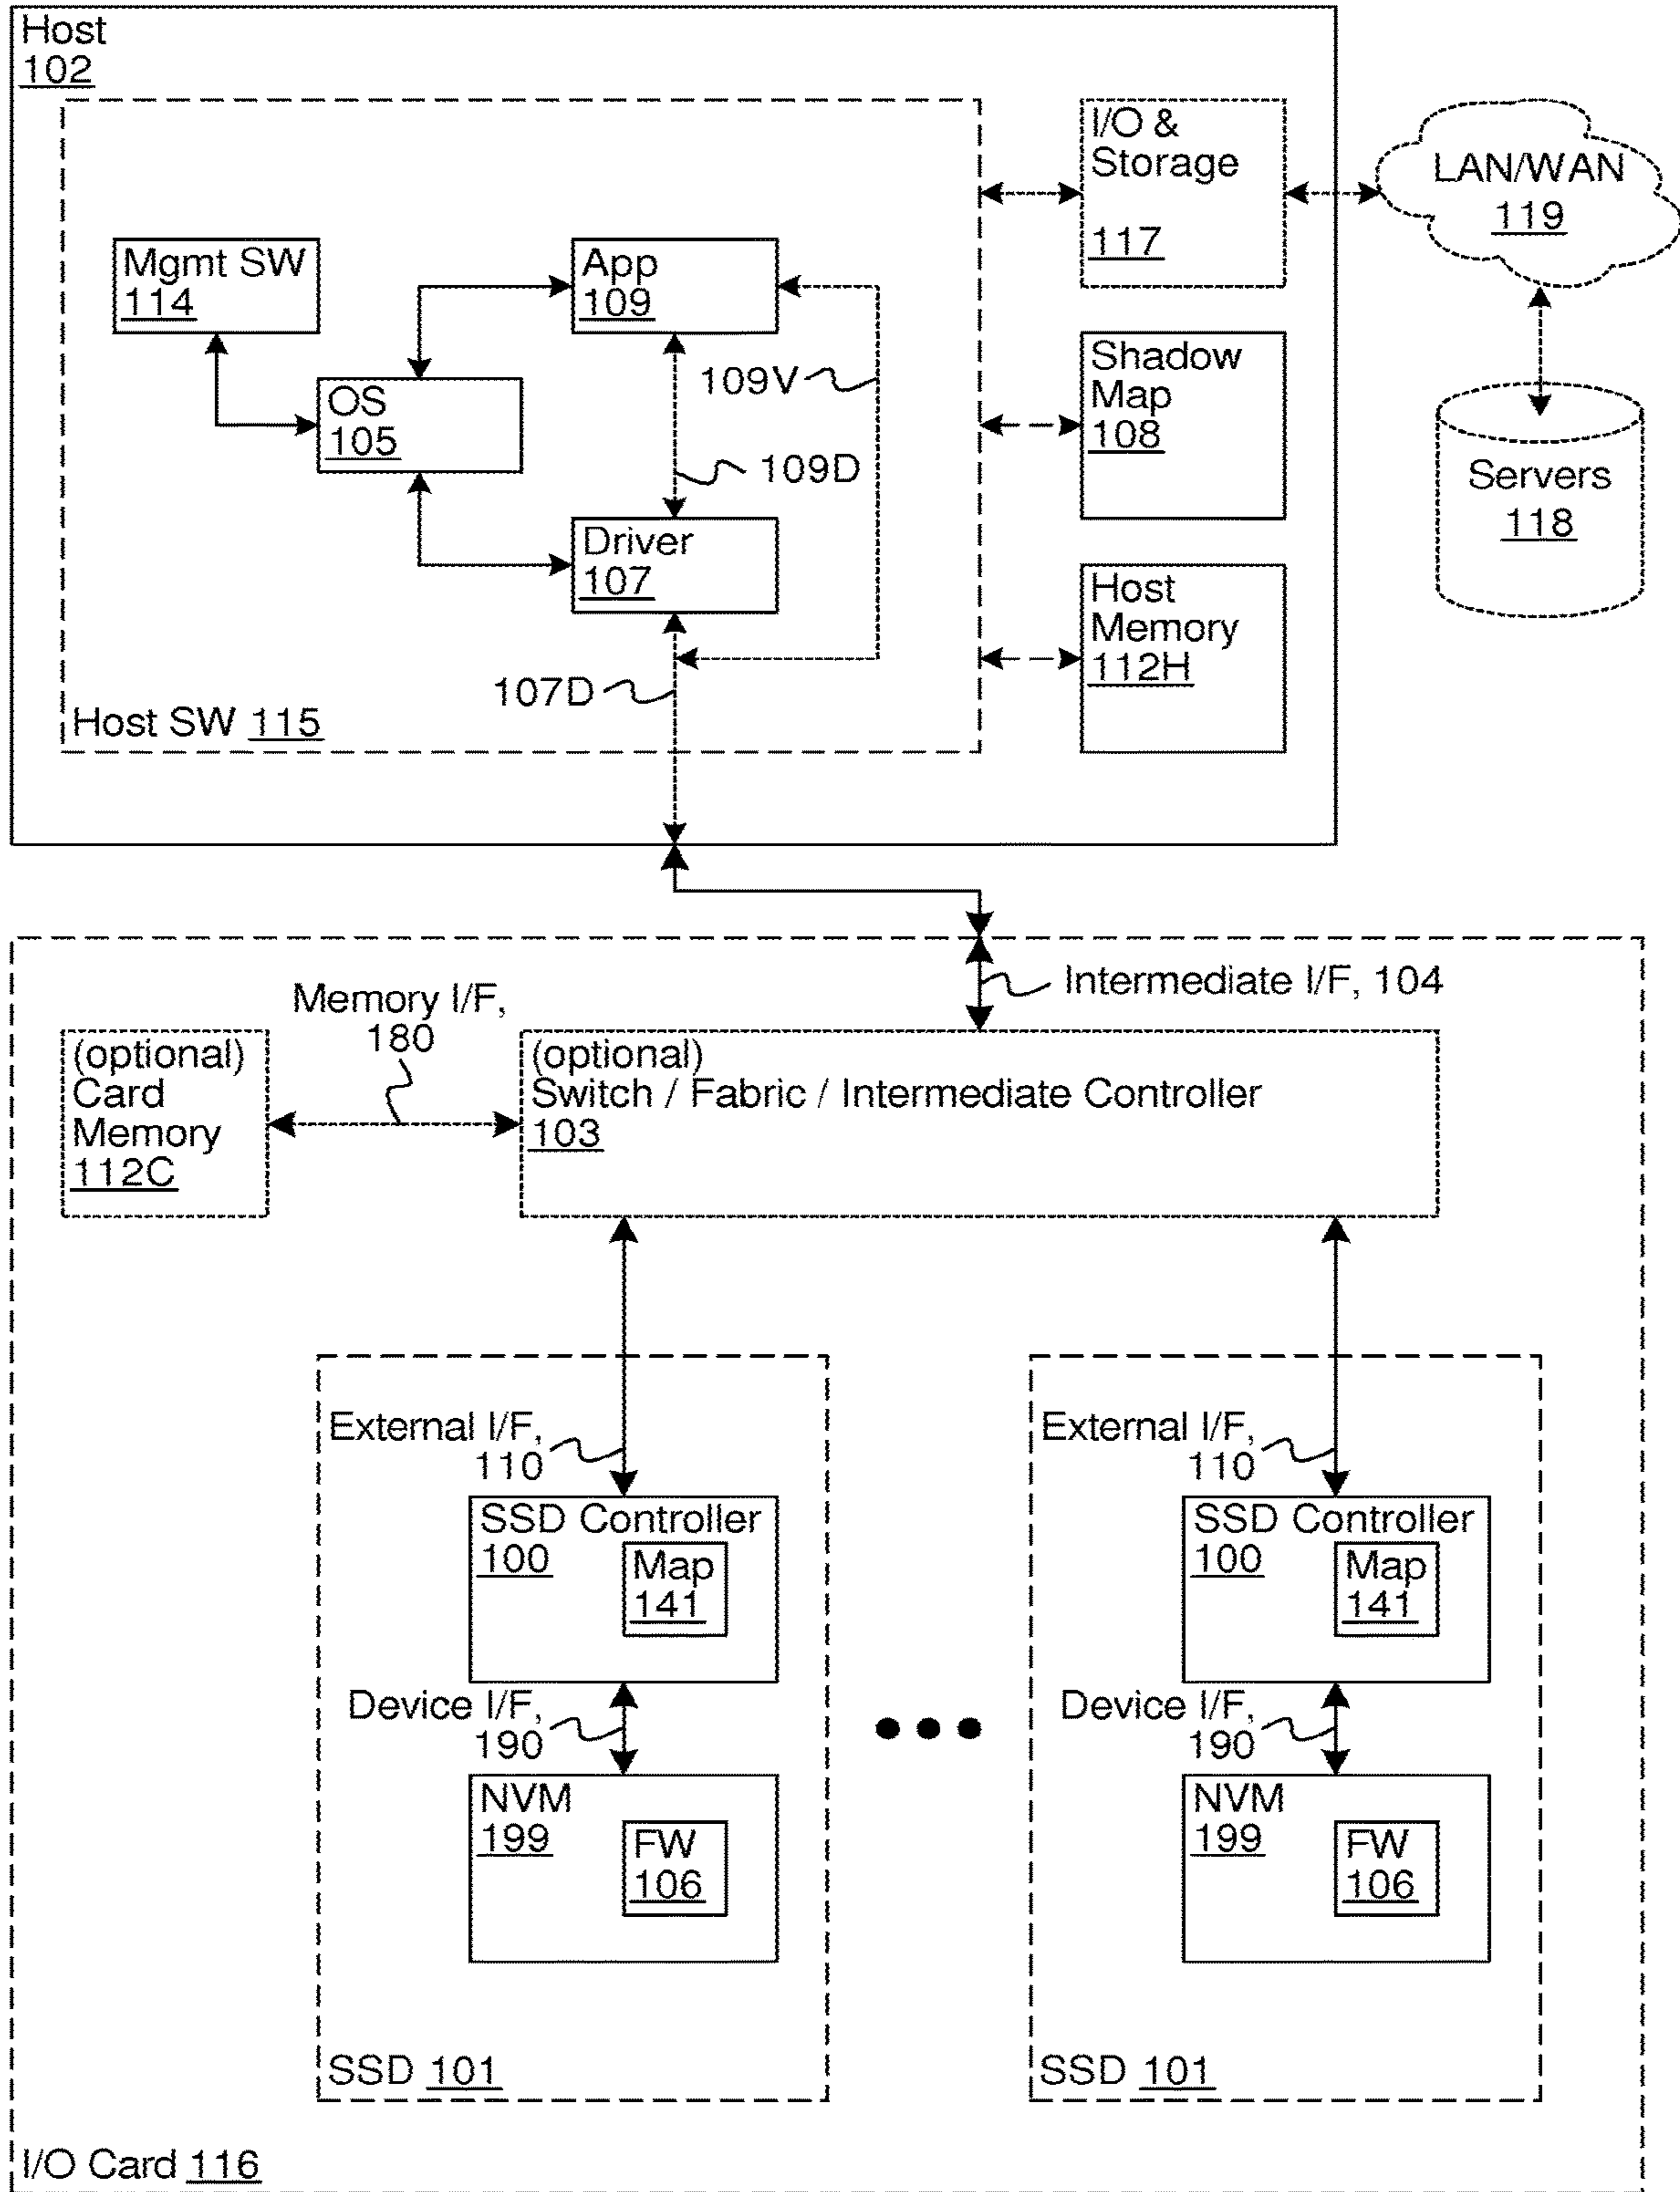 Host
102
I/O &
Storage
117
LAN/WAN
119
Mgmt SW
114
App
109
Shadow
Map
108
109V
OS
105
109D
Servers
118
Driver
107
Host
Memory
112H
107D
Host SW 115
Intermediate I/F, 104
Memory I/F,
180
(optional)
Card
Memory
112C
(optional)
Switch / Fabric / Intermediate Controller
103
External I/F,
110
SSD Controller
100
Map
141
Device I/F,
190
NVM
199
FW
106
SSD 101
External I/F,
110
SSD Controller
100
Map
141
Device I/F,
190
NVM
199
FW
106
SSD 101
I/O Card 116